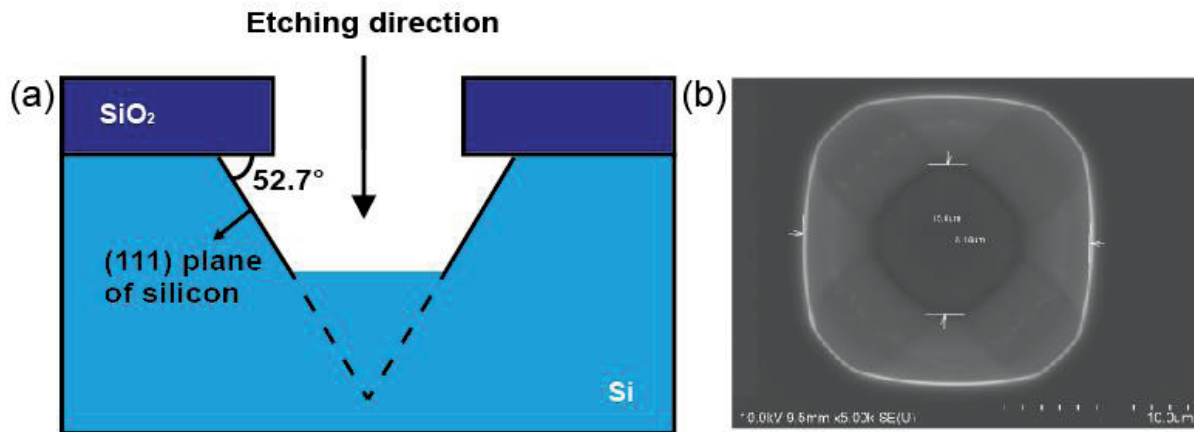 Etching direction
(a)
SiO₂
52.7°
(111) plane
of silicon
Si
(b)
10.0kV 9.5mm x5.00k SE(U)
10.0um